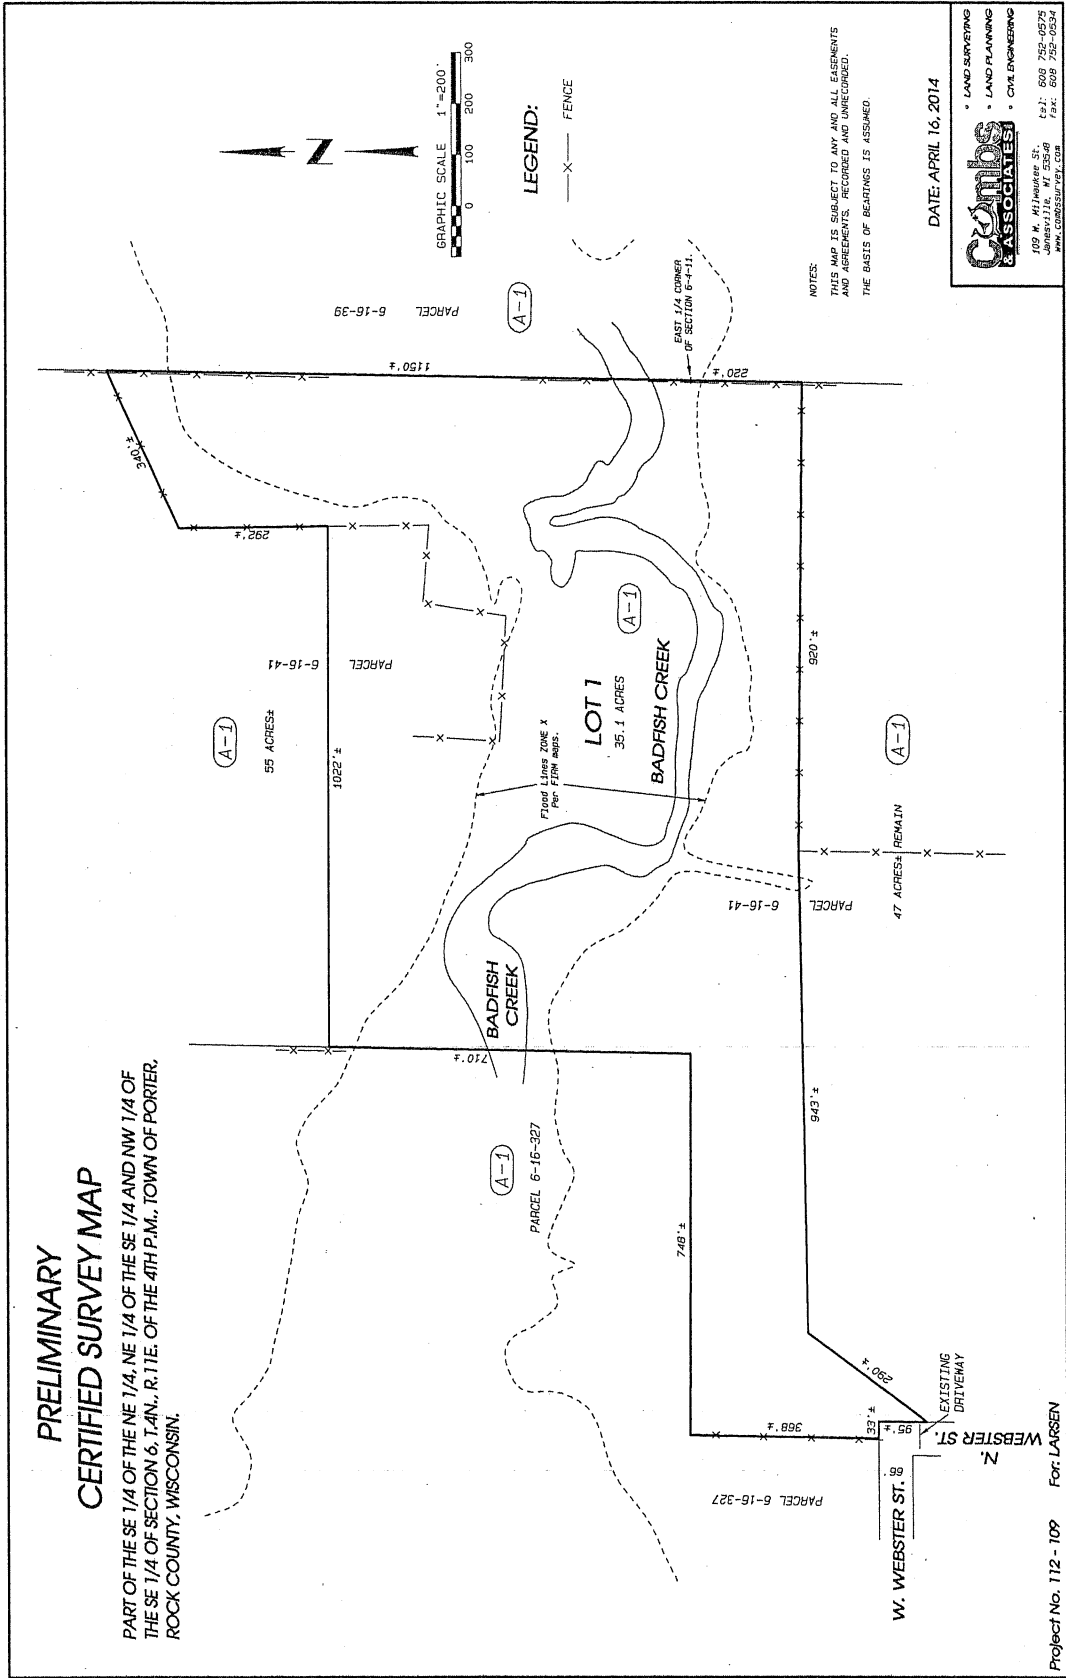 PRELIMINARY
CERTIFIED SURVEY MAP
PART OF THE SE 1/4 OF THE NE 1/4, NE 1/4 OF THE SE 1/4 AND NW 1/4 OF
THE SE 1/4 OF SECTION 6, T.4N., R.11E. OF THE 4TH P.M., TOWN OF PORTER,
ROCK COUNTY, WISCONSIN.
N
GRAPHIC SCALE 1"=200'
0 100 200 300
LEGEND:
—X— FENCE
340'±
292'±
1150'±
PARCEL 6-16-39
A-1
A-1
55 ACRES±
PARCEL 6-16-41
1022'±
EAST 1/4 CORNER
OF SECTION 6-4-11.
220'±
NOTES:
THIS MAP IS SUBJECT TO ANY AND ALL EASEMENTS
AND AGREEMENTS, RECORDED AND UNRECORDED.
THE BASIS OF BEARINGS IS ASSUMED.
Flood Lines ZONE X
Per FIRM maps.
LOT 1
35.1 ACRES
A-1
BADFISH CREEK
BADFISH
CREEK
710'±
A-1
PARCEL 6-16-327
PARCEL 6-16-41
920'±
A-1
47 ACRES± REMAIN
748'±
943'±
368'±
PARCEL 6-16-327
290'±
33'±
95'±
66'
EXISTING
DRIVEWAY
W. WEBSTER ST.
N.
WEBSTER ST.
DATE: APRIL 16, 2014
Combs
& ASSOCIATES
• LAND SURVEYING
• LAND PLANNING
• CIVIL ENGINEERING
109 W. Milwaukee St.
Janesville, WI 53548
www.combssurvey.com
tel: 608 752-0575
fax: 608 752-0534
Project No. 112 - 109 For: LARSEN